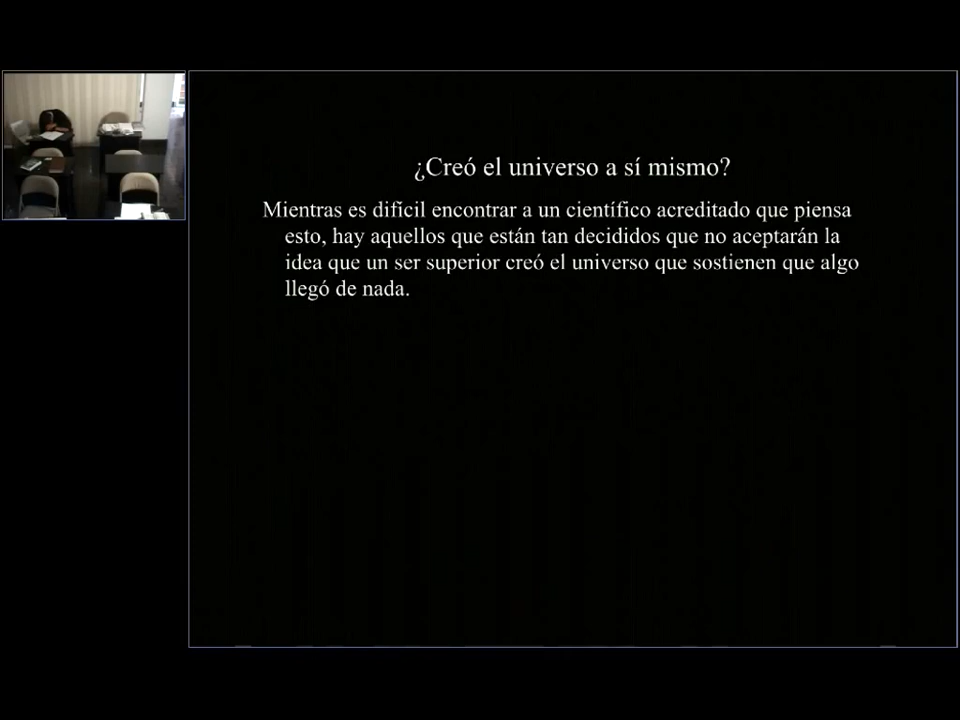 ¿Creó el universo a sí mismo?
Mientras es difícil encontrar a un científico acreditado que piensa
esto, hay aquellos que están tan decididos que no aceptarán la
idea que un ser superior creó el universo que sostienen que algo
llegó de nada.